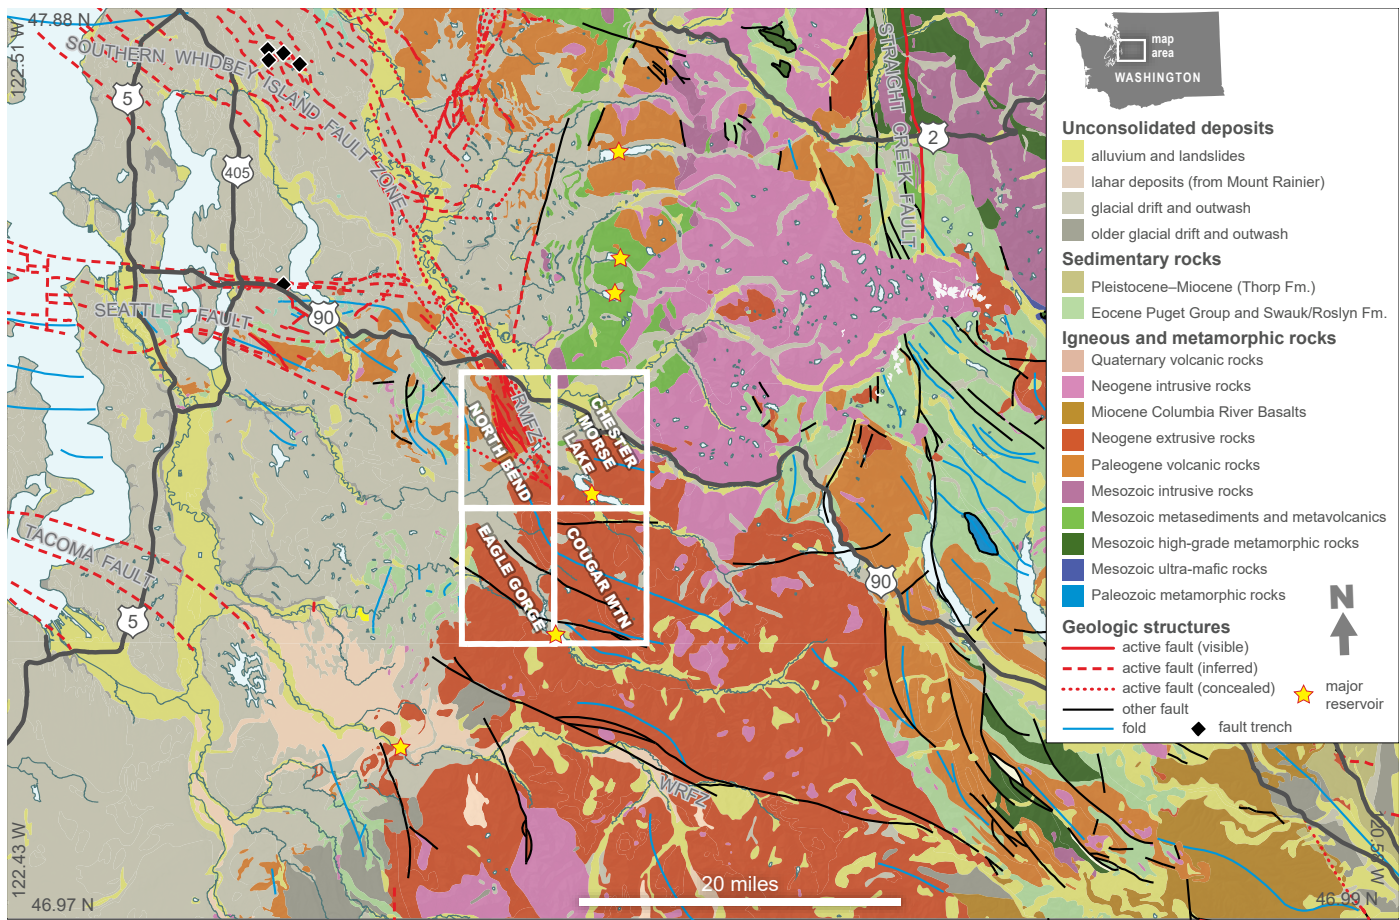 47.88 N
122.51 W
SOUTHERN WHIDBEY ISLAND FAULT ZONE
5
405
STRAIGHT CREEK FAULT
2
SEATTLE FAULT
90
RMFZ
NORTH BEND
CHESTER
MORSE
LAKE
EAGLE GORGE
COUGAR MTN
TACOMA FAULT
5
90
WRFZ
20 miles
122.43 W
46.97 N
120.58 W
46.99 N
map
area
WASHINGTON
Unconsolidated deposits
alluvium and landslides
lahar deposits (from Mount Rainier)
glacial drift and outwash
older glacial drift and outwash
Sedimentary rocks
Pleistocene–Miocene (Thorp Fm.)
Eocene Puget Group and Swauk/Roslyn Fm.
Igneous and metamorphic rocks
Quaternary volcanic rocks
Neogene intrusive rocks
Miocene Columbia River Basalts
Neogene extrusive rocks
Paleogene volcanic rocks
Mesozoic intrusive rocks
Mesozoic metasediments and metavolcanics
Mesozoic high-grade metamorphic rocks
Mesozoic ultra-mafic rocks
Paleozoic metamorphic rocks
N
Geologic structures
active fault (visible)
active fault (inferred)
active fault (concealed)
other fault
fold
major
reservoir
fault trench